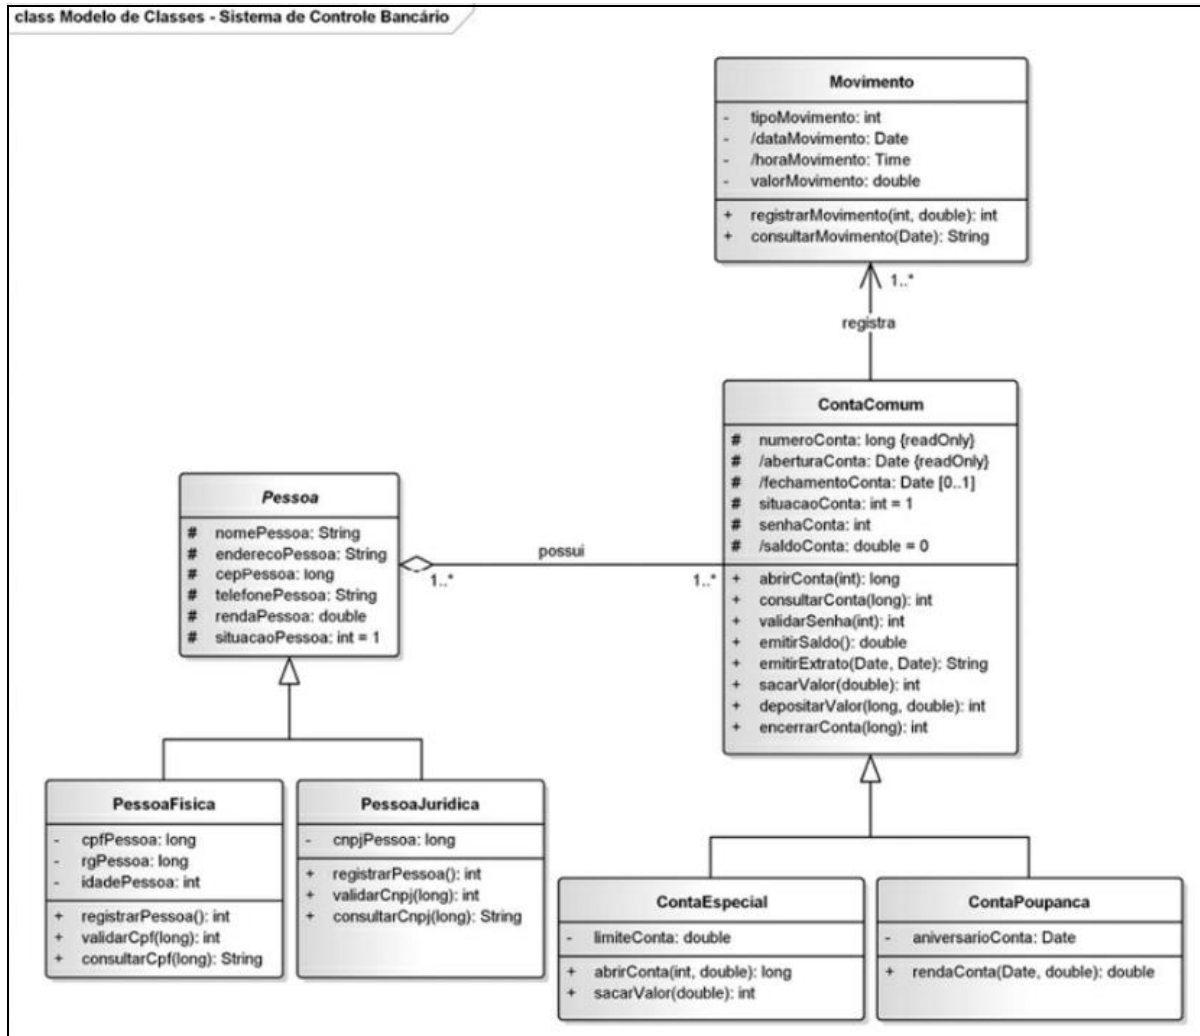 class Modelo de Classes - Sistema de Controle Bancário
Movimento
- tipoMovimento: int
- /dataMovimento: Date
- /horaMovimento: Time
- valorMovimento: double
+ registrarMovimento(int, double): int
+ consultarMovimento(Date): String
1..*
registra
ContaComum
# numeroConta: long {readOnly}
# /aberturaConta: Date {readOnly}
# /fechamentoConta: Date [0..1]
# situacaoConta: int = 1
# senhaConta: int
# /saldoConta: double = 0
+ abrirConta(int): long
+ consultarConta(long): int
+ validarSenha(int): int
+ emitirSaldo(): double
+ emitirExtrato(Date, Date): String
+ sacarValor(double): int
+ depositarValor(long, double): int
+ encerrarConta(long): int
Pessoa
# nomePessoa: String
# enderecoPessoa: String
# cepPessoa: long
# telefonePessoa: String
# rendaPessoa: double
# situacaoPessoa: int = 1
possui
1..*
1..*
PessoaFisica
- cpfPessoa: long
- rgPessoa: long
- idadePessoa: int
+ registrarPessoa(): int
+ validarCpf(long): int
+ consultarCpf(long): String
PessoaJuridica
- cnpjPessoa: long
+ registrarPessoa(): int
+ validarCnpj(long): int
+ consultarCnpj(long): String
ContaEspecial
- limiteConta: double
+ abrirConta(int, double): long
+ sacarValor(double): int
ContaPoupanca
- aniversarioConta: Date
+ rendaConta(Date, double): double